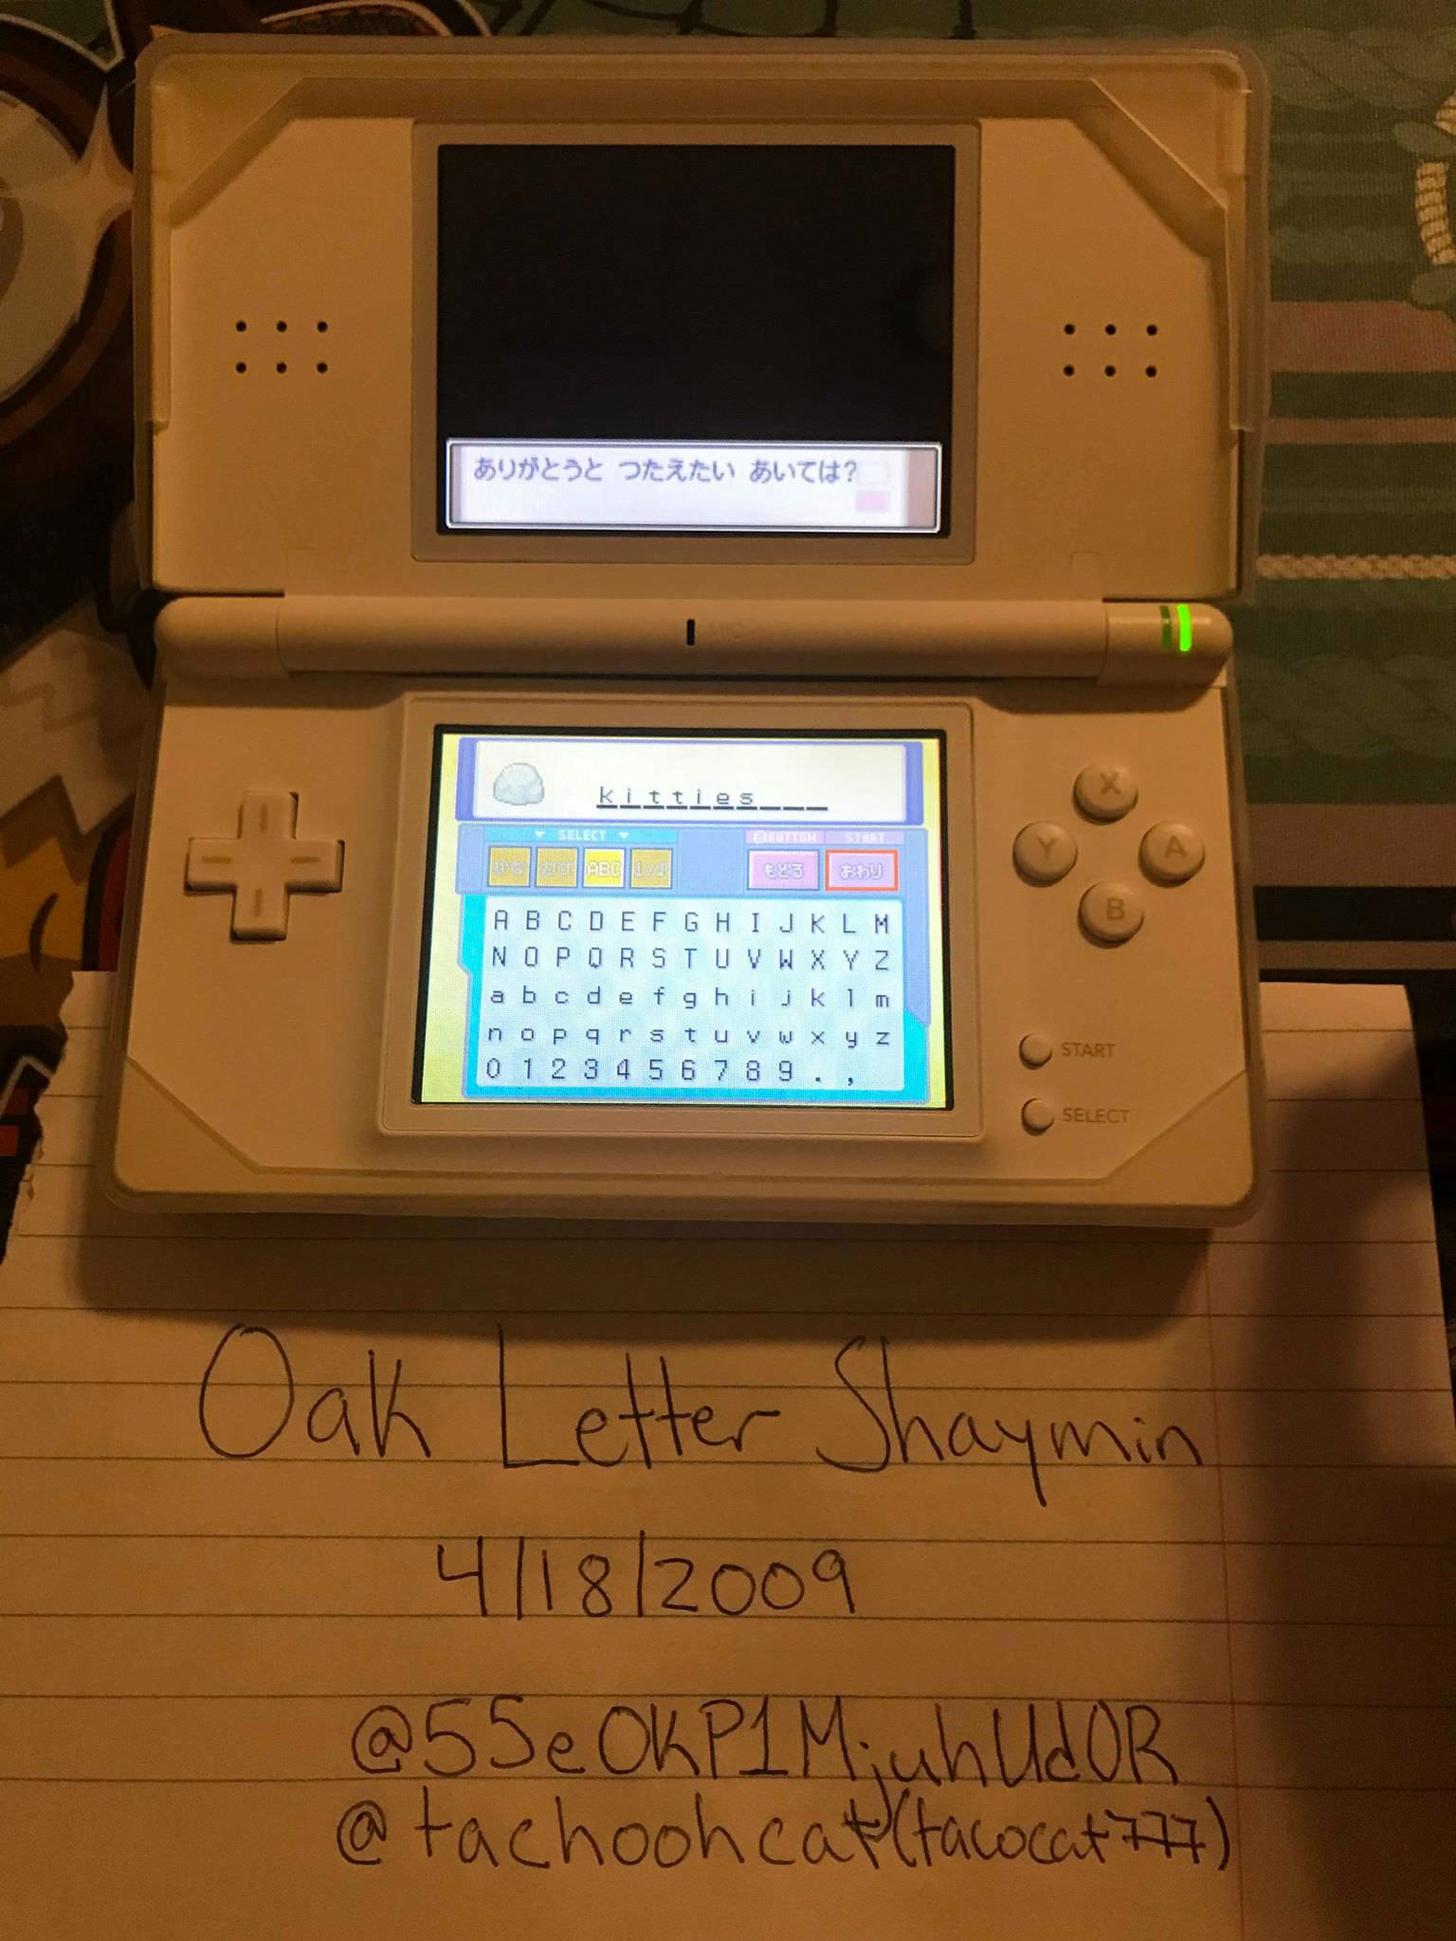 ありがとうと つたえたい あいては?
kitties
SELECT
BUTTON START
かな カナ ABC
もどる おわり
A B C D E F G H I J K L M
N O P Q R S T U V W X Y Z
a b c d e f g h i j k l m
n o p q r s t u v w x y z
0 1 2 3 4 5 6 7 8 9 . ,
X
Y A
B
START
SELECT
Oak Letter Shaymin
4/18/2009
@55eOKP1MjuhUdOR
@tachoohcat(tacocat777)